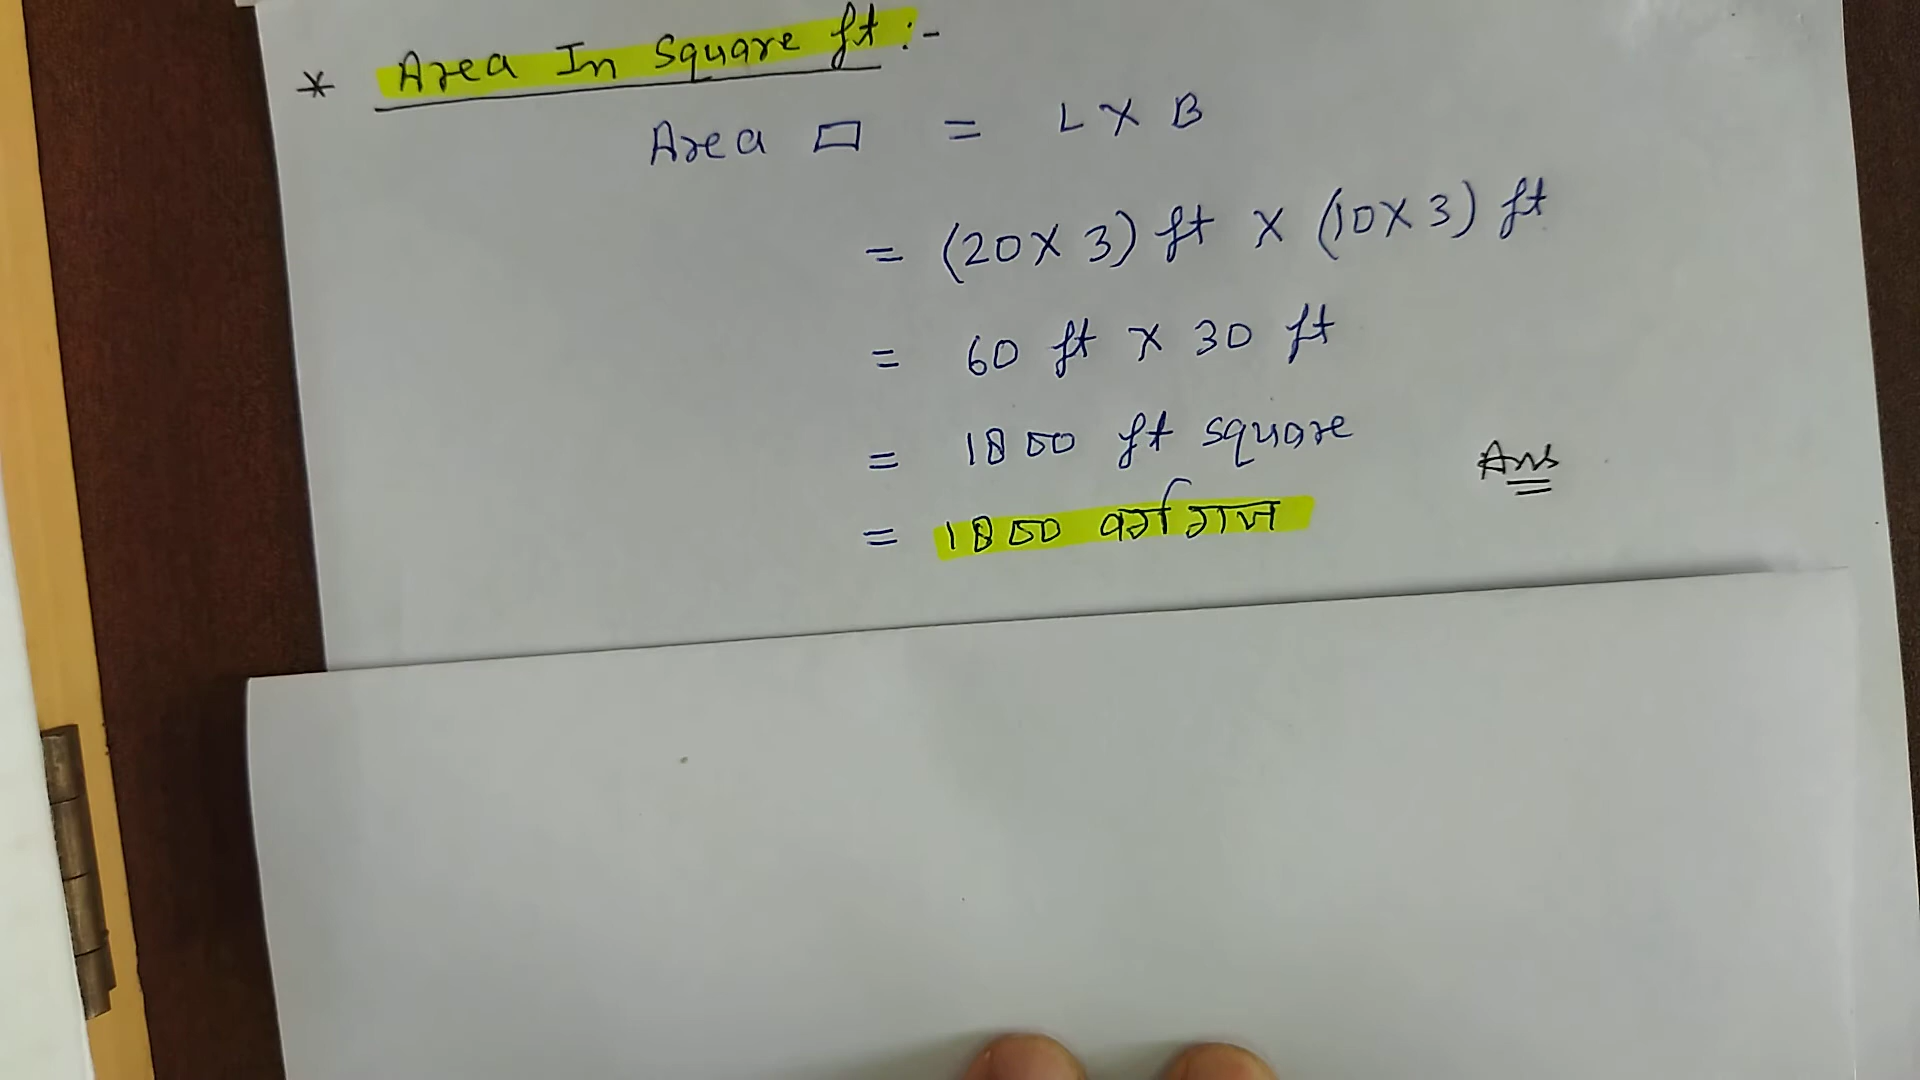 * Area In Square ft :-
Area ▭ = L X B
= (20 X 3) ft X (10 X 3) ft
= 60 ft X 30 ft
= 1800 ft square
Ans
= 1800 वर्ग गज